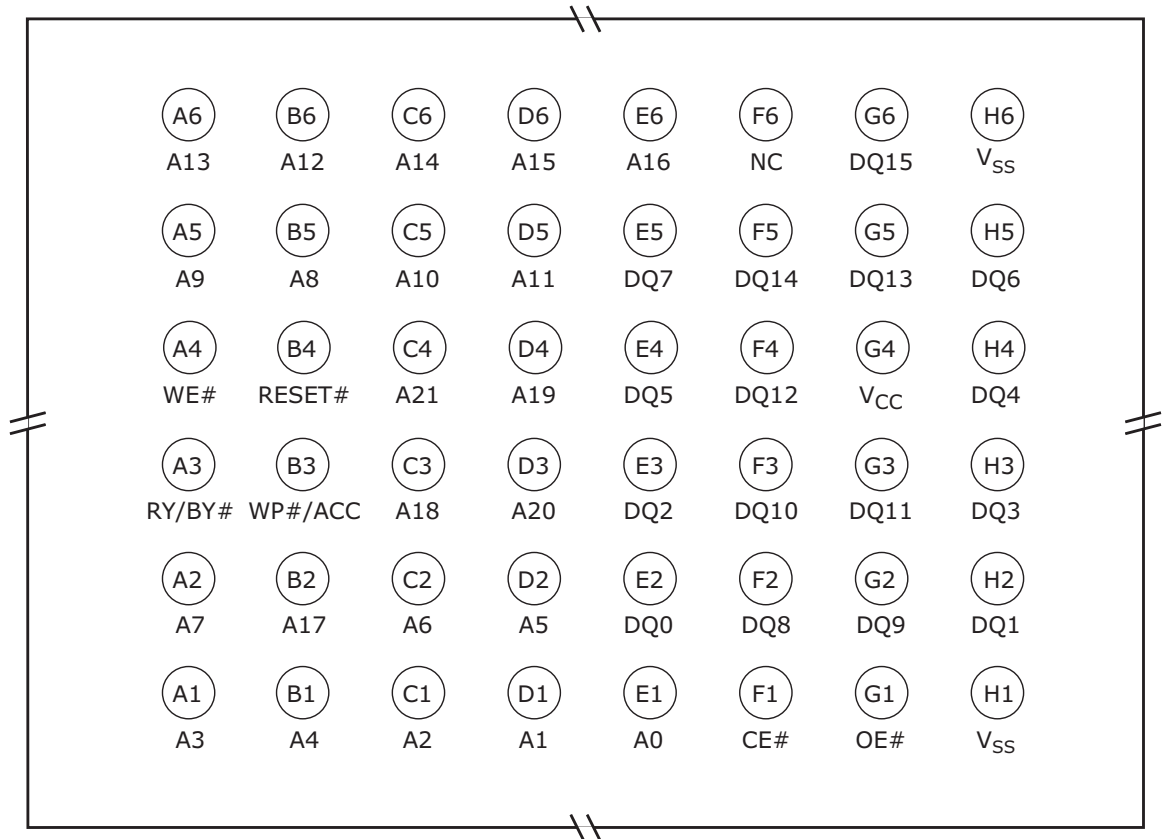 A6 B6 C6 D6 E6 F6 G6 H6
A13 A12 A14 A15 A16 NC DQ15 VSS
A5 B5 C5 D5 E5 F5 G5 H5
A9 A8 A10 A11 DQ7 DQ14 DQ13 DQ6
A4 B4 C4 D4 E4 F4 G4 H4
WE# RESET# A21 A19 DQ5 DQ12 VCC DQ4
A3 B3 C3 D3 E3 F3 G3 H3
RY/BY# WP#/ACC A18 A20 DQ2 DQ10 DQ11 DQ3
A2 B2 C2 D2 E2 F2 G2 H2
A7 A17 A6 A5 DQ0 DQ8 DQ9 DQ1
A1 B1 C1 D1 E1 F1 G1 H1
A3 A4 A2 A1 A0 CE# OE# VSS